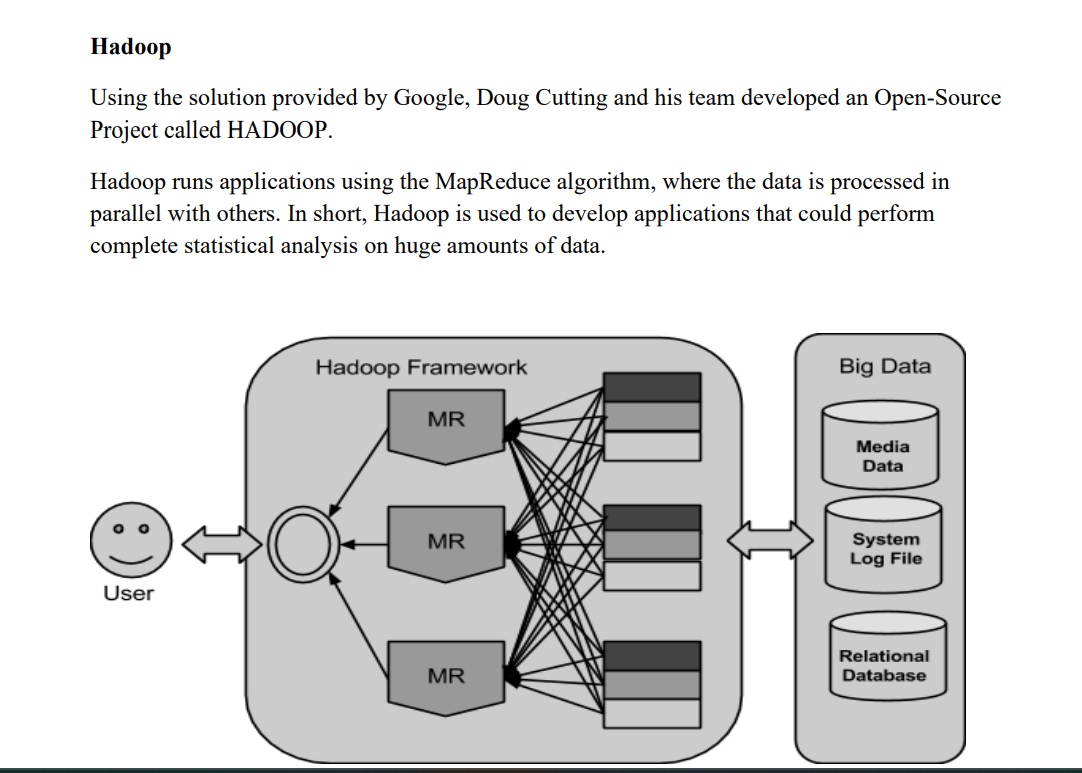 Hadoop
Using the solution provided by Google, Doug Cutting and his team developed an Open-Source
Project called HADOOP.
Hadoop runs applications using the MapReduce algorithm, where the data is processed in
parallel with others. In short, Hadoop is used to develop applications that could perform
complete statistical analysis on huge amounts of data.
Hadoop Framework
MR
MR
MR
User
Big Data
Media
Data
System
Log File
Relational
Database